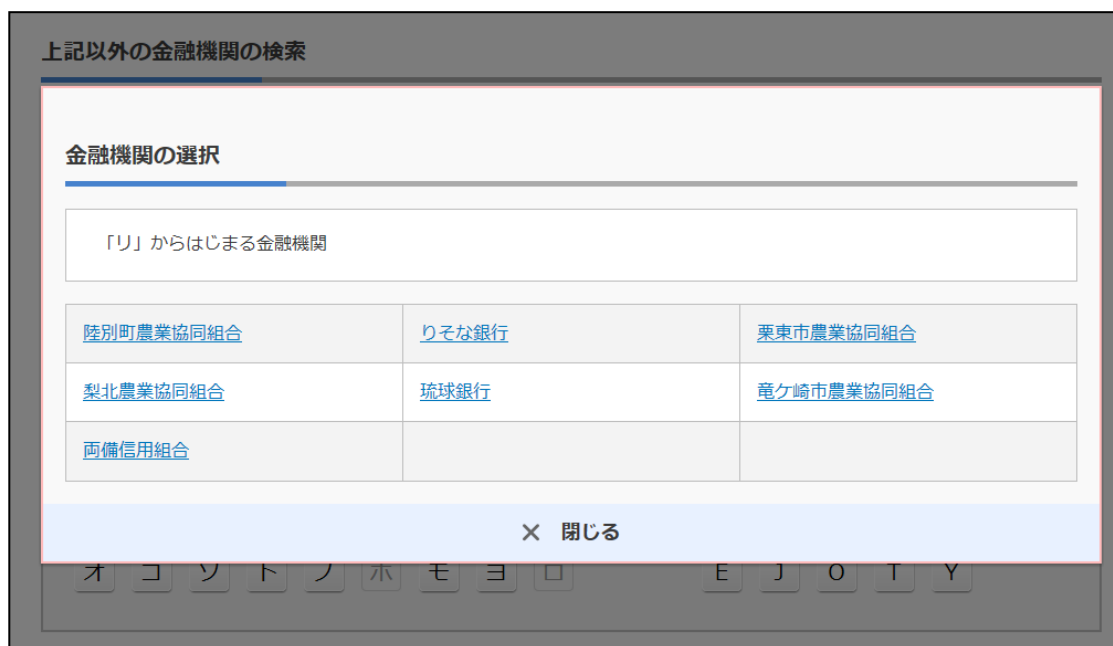 上記以外の金融機関の検索
金融機関の選択
「リ」からはじまる金融機関
陸別町農業協同組合 りそな銀行 栗東市農業協同組合
梨北農業協同組合 琉球銀行 竜ケ崎市農業協同組合
両備信用組合
× 閉じる
オ コ ソ ト ノ ホ モ ヨ ロ E J O T Y